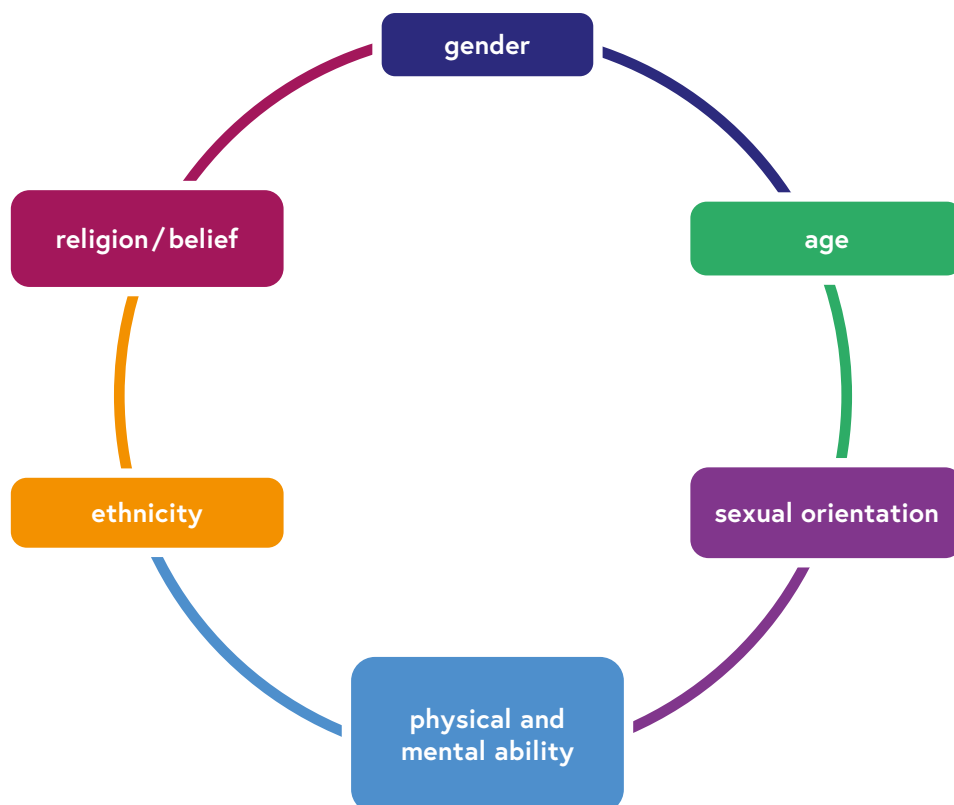 gender
religion / belief
age
ethnicity
sexual orientation
physical and
mental ability